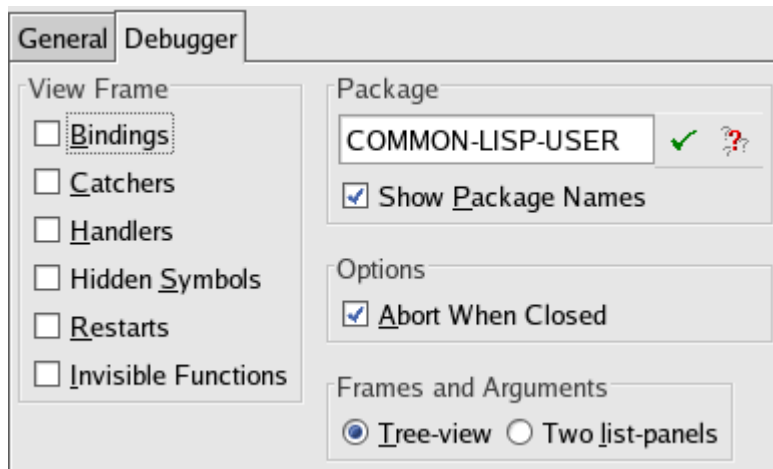 General Debugger
View Frame
Bindings
Catchers
Handlers
Hidden Symbols
Restarts
Invisible Functions
Package
COMMON-LISP-USER
Show Package Names
Options
Abort When Closed
Frames and Arguments
Tree-view Two list-panels